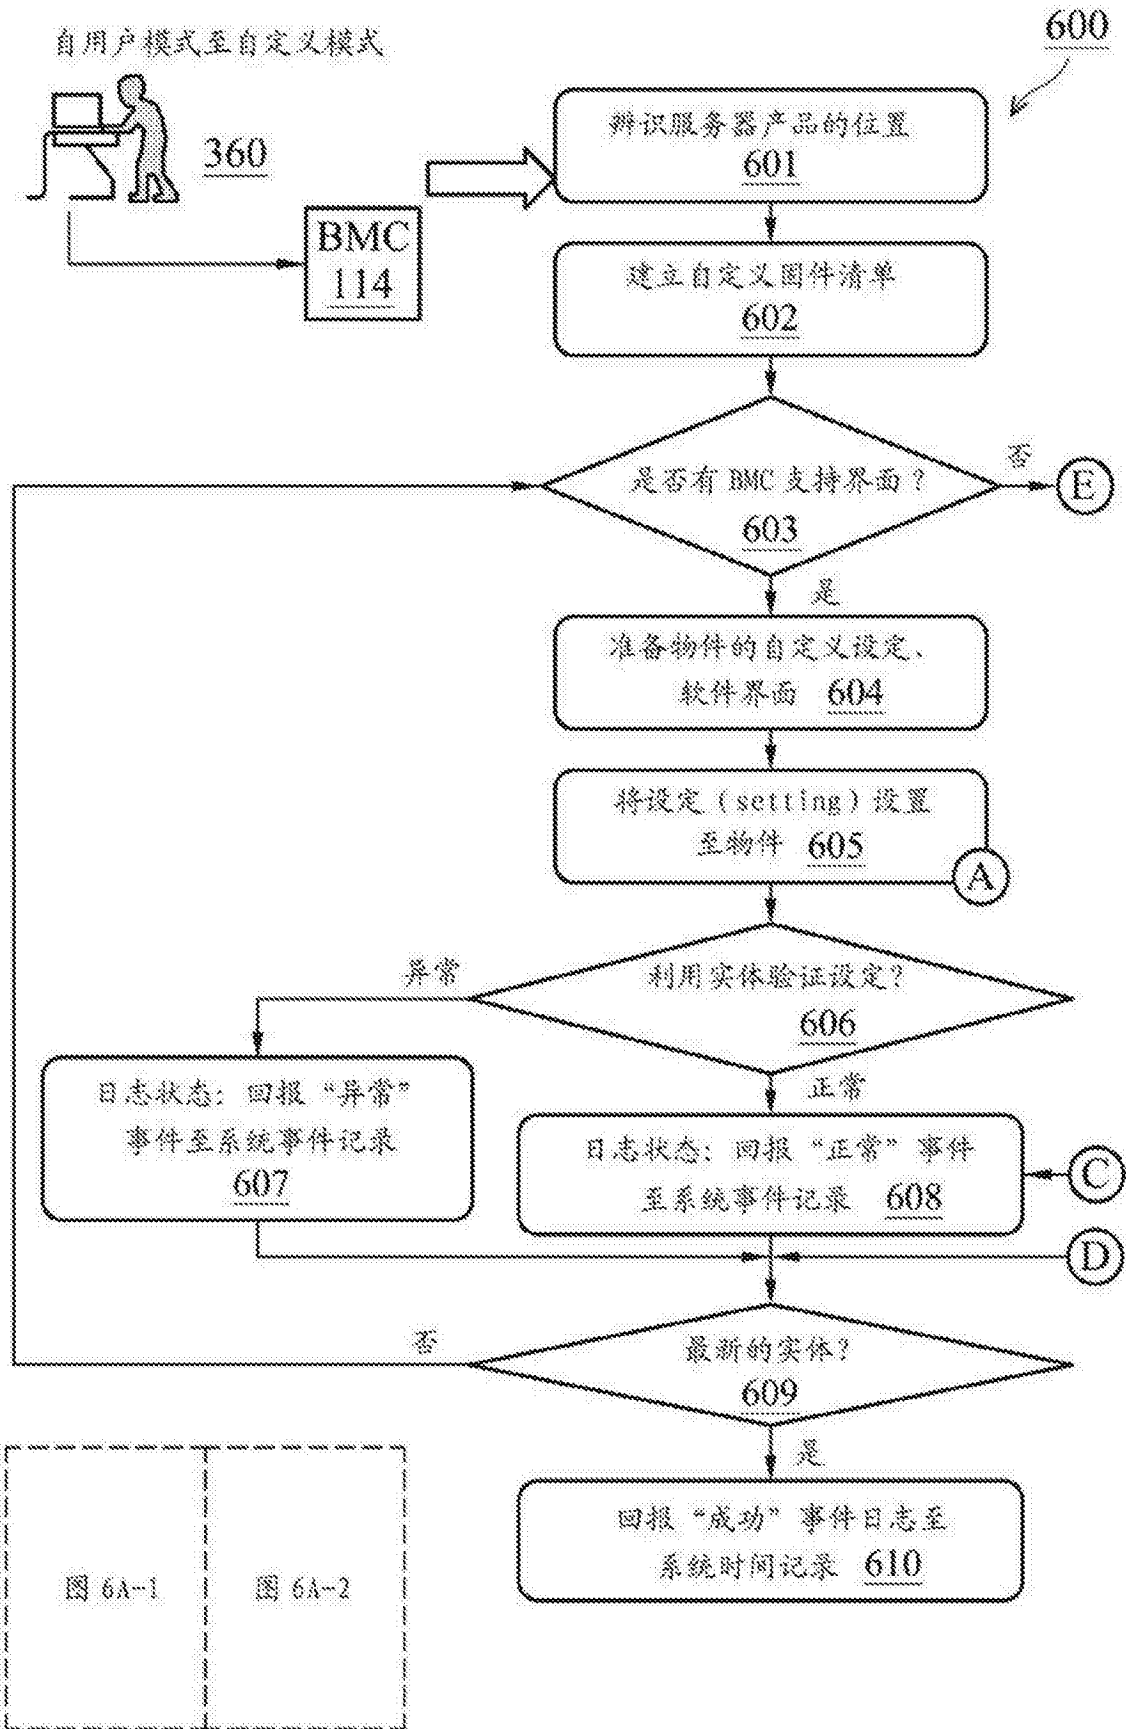 自用户模式至自定义模式
600
360
BMC
114
辨识服务器产品的位置
601
建立自定义固件清单
602
是否有 BMC 支持界面？
603
否
E
是
准备物件的自定义设定、
软件界面 604
将设定（setting）设置
至物件 605
A
利用实体验证设定？
606
异常
正常
日志状态：回报“异常”
事件至系统事件记录
607
日志状态：回报“正常”事件
至系统事件记录 608
C
D
最新的实体？
609
否
是
回报“成功”事件日志至
系统时间记录 610
图 6A-1
图 6A-2